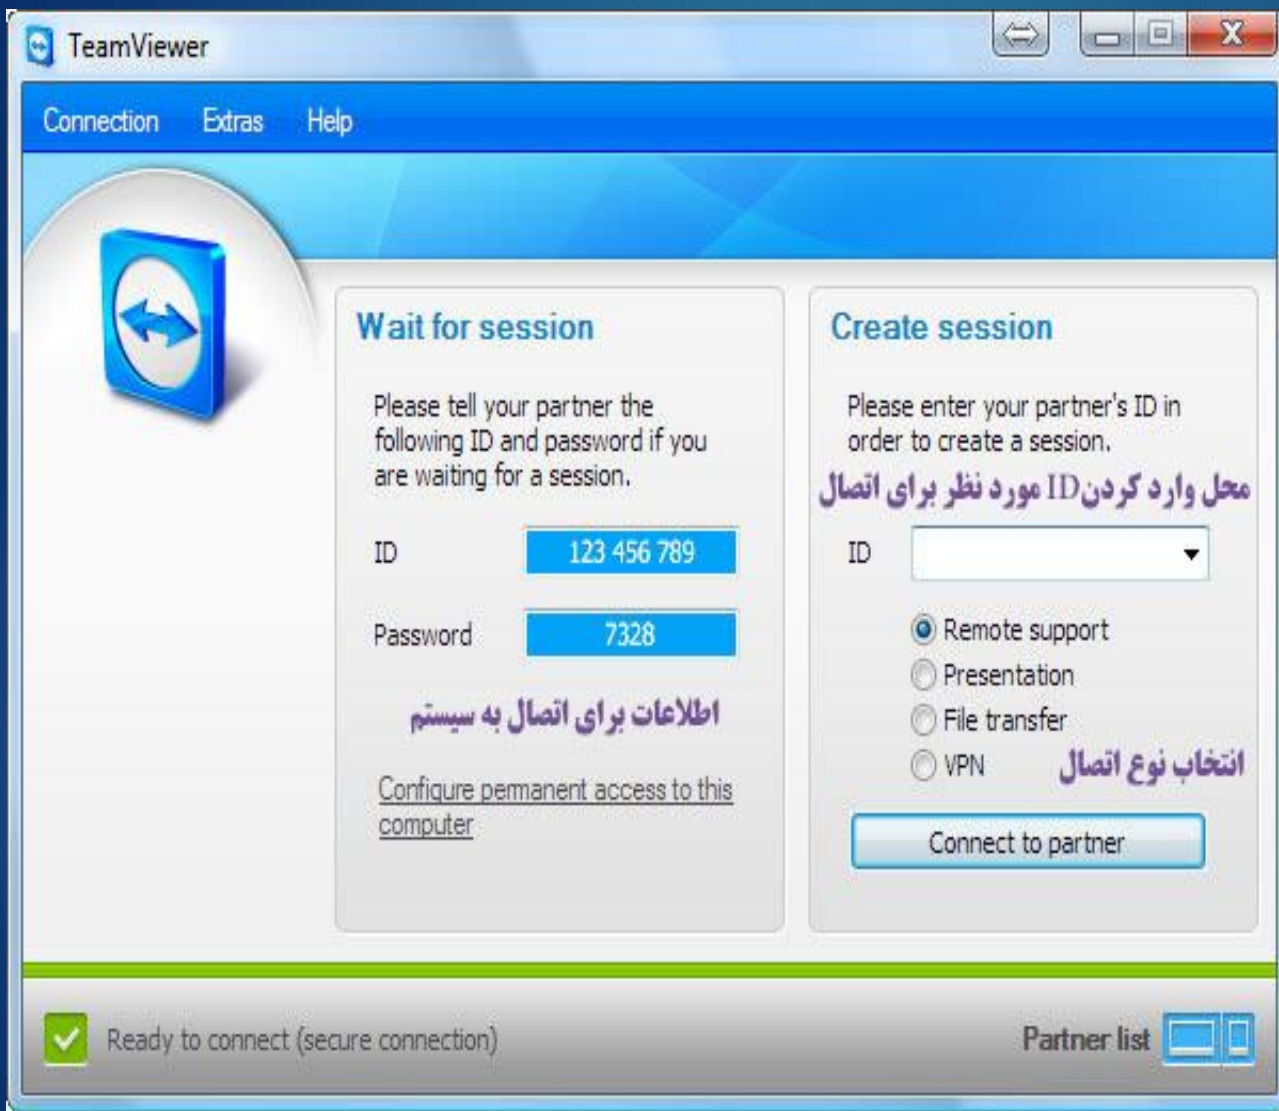 TeamViewer
X
Connection Extras Help
Wait for session
Please tell your partner the
following ID and password if you
are waiting for a session.
ID 123 456 789
Password 7328
اطلاعات برای اتصال به سیستم
Configure permanent access to this
computer
Create session
Please enter your partner's ID in
order to create a session.
محل وارد کردنID مورد نظر برای اتصال
ID
Remote support
Presentation
File transfer
VPN انتخاب نوع اتصال
Connect to partner
Ready to connect (secure connection)
Partner list